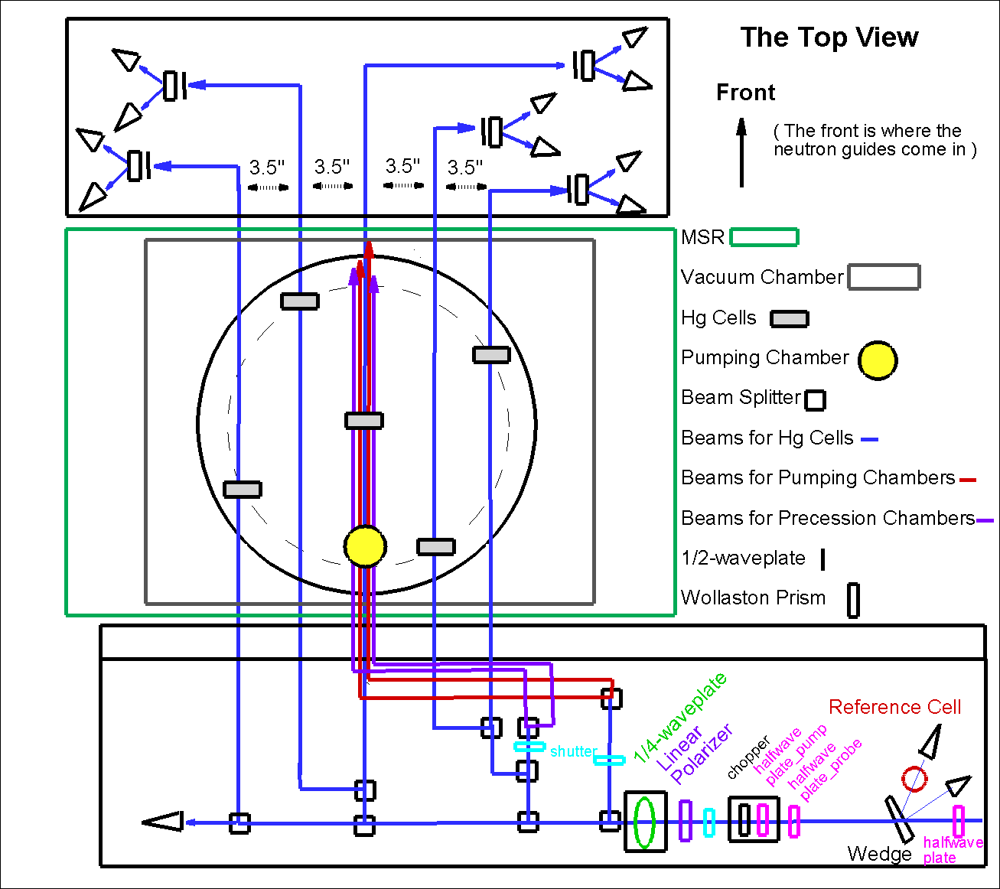 The Top View
Front
( The front is where the
neutron guides come in )
3.5"
3.5"
3.5"
3.5"
MSR
Vacuum Chamber
Hg Cells
Pumping Chamber
Beam Splitter
Beams for Hg Cells
Beams for Pumping Chambers
Beams for Precession Chambers
1/2-waveplate
Wollaston Prism
1/4-waveplate
Linear
Polarizer
shutter
chopper
halfwave
plate_pump
halfwave
plate_probe
Reference Cell
Wedge
halfwave
plate